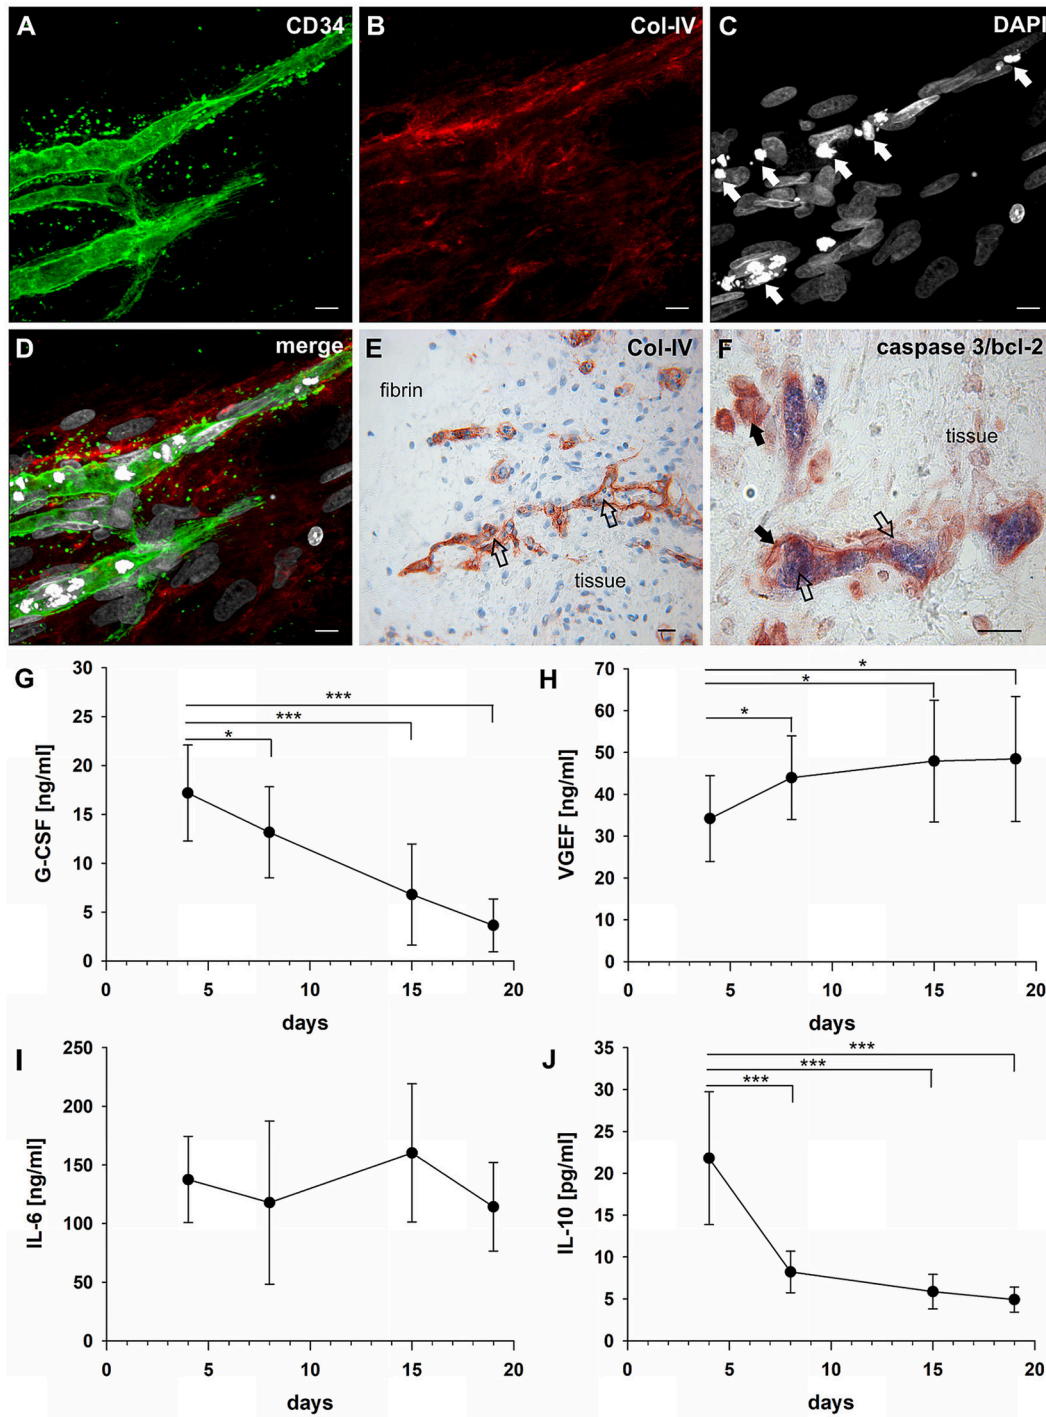 A CD34
B Col-IV
C DAPI
D merge
E Col-IV
fibrin
tissue
F caspase 3/bcl-2
tissue
G
30
25
20
15
10
5
0
G-CSF [ng/ml]
***
***
*
0 5 10 15 20
days
H
70
60
50
40
30
20
10
0
VGEF [ng/ml]
*
*
*
0 5 10 15 20
days
I
250
200
150
100
50
0
IL-6 [ng/ml]
0 5 10 15 20
days
J
35
30
25
20
15
10
5
0
IL-10 [pg/ml]
***
***
***
0 5 10 15 20
days